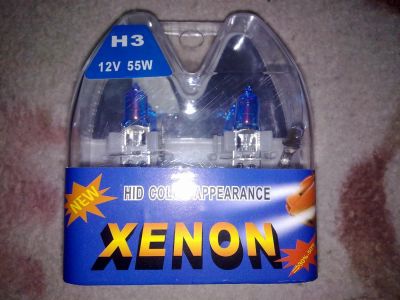 H3
12V 55W
NEW
HID COLOR APPEARANCE
XENON